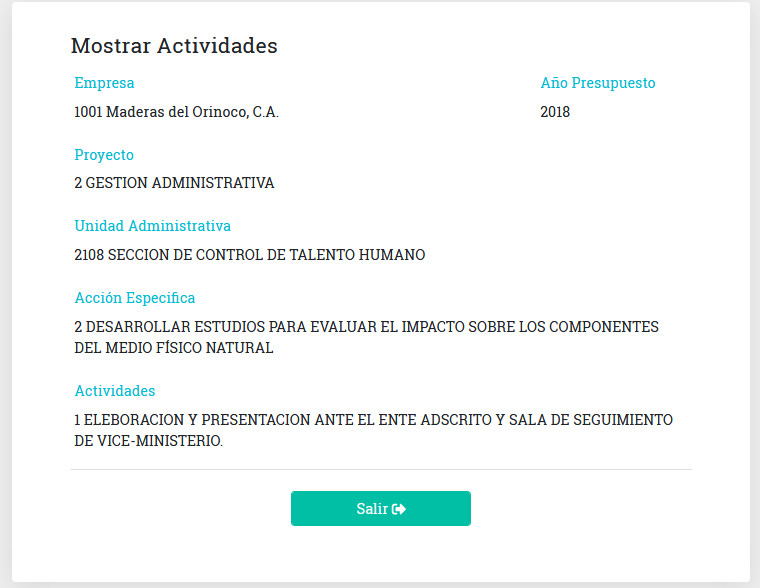 Mostrar Actividades
Empresa
Año Presupuesto
1001 Maderas del Orinoco, C.A.
2018
Proyecto
2 GESTION ADMINISTRATIVA
Unidad Administrativa
2108 SECCION DE CONTROL DE TALENTO HUMANO
Acción Especifica
2 DESARROLLAR ESTUDIOS PARA EVALUAR EL IMPACTO SOBRE LOS COMPONENTES
DEL MEDIO FÍSICO NATURAL
Actividades
1 ELEBORACION Y PRESENTACION ANTE EL ENTE ADSCRITO Y SALA DE SEGUIMIENTO
DE VICE-MINISTERIO.
Salir